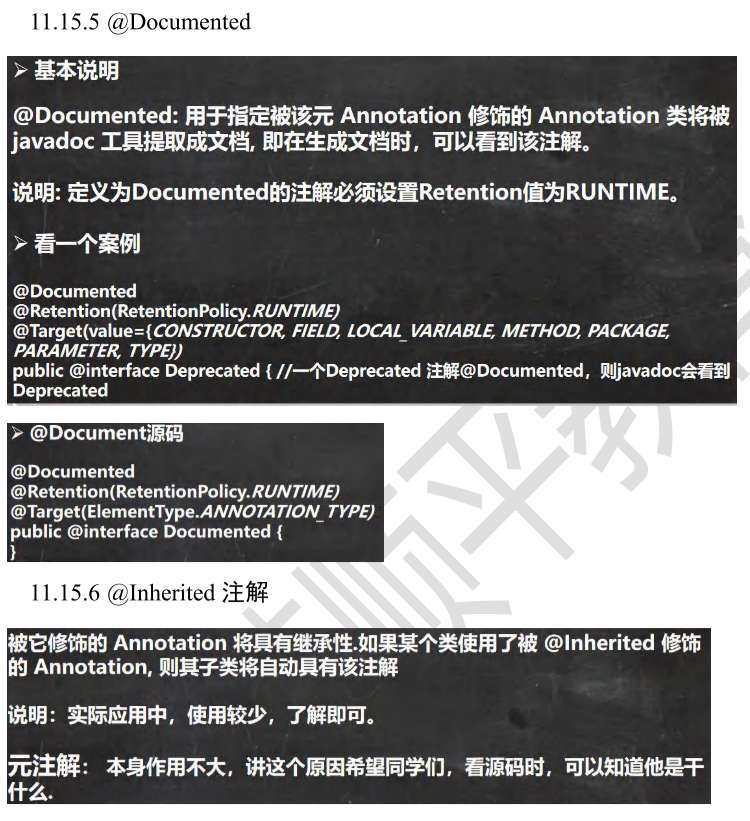 11.15.5 @Documented
➢ 基本说明
@Documented: 用于指定被该元 Annotation 修饰的 Annotation 类将被
javadoc 工具提取成文档, 即在生成文档时，可以看到该注解。
说明: 定义为Documented的注解必须设置Retention值为RUNTIME。
➢ 看一个案例
@Documented
@Retention(RetentionPolicy.RUNTIME)
@Target(value={CONSTRUCTOR, FIELD, LOCAL_VARIABLE, METHOD, PACKAGE,
PARAMETER, TYPE})
public @interface Deprecated { //一个Deprecated 注解@Documented，则javadoc会看到
Deprecated
➢ @Document源码
@Documented
@Retention(RetentionPolicy.RUNTIME)
@Target(ElementType.ANNOTATION_TYPE)
public @interface Documented {
}
11.15.6 @Inherited 注解
被它修饰的 Annotation 将具有继承性.如果某个类使用了被 @Inherited 修饰
的 Annotation, 则其子类将自动具有该注解
说明：实际应用中，使用较少，了解即可。
元注解： 本身作用不大，讲这个原因希望同学们，看源码时，可以知道他是干
什么.
顺平教